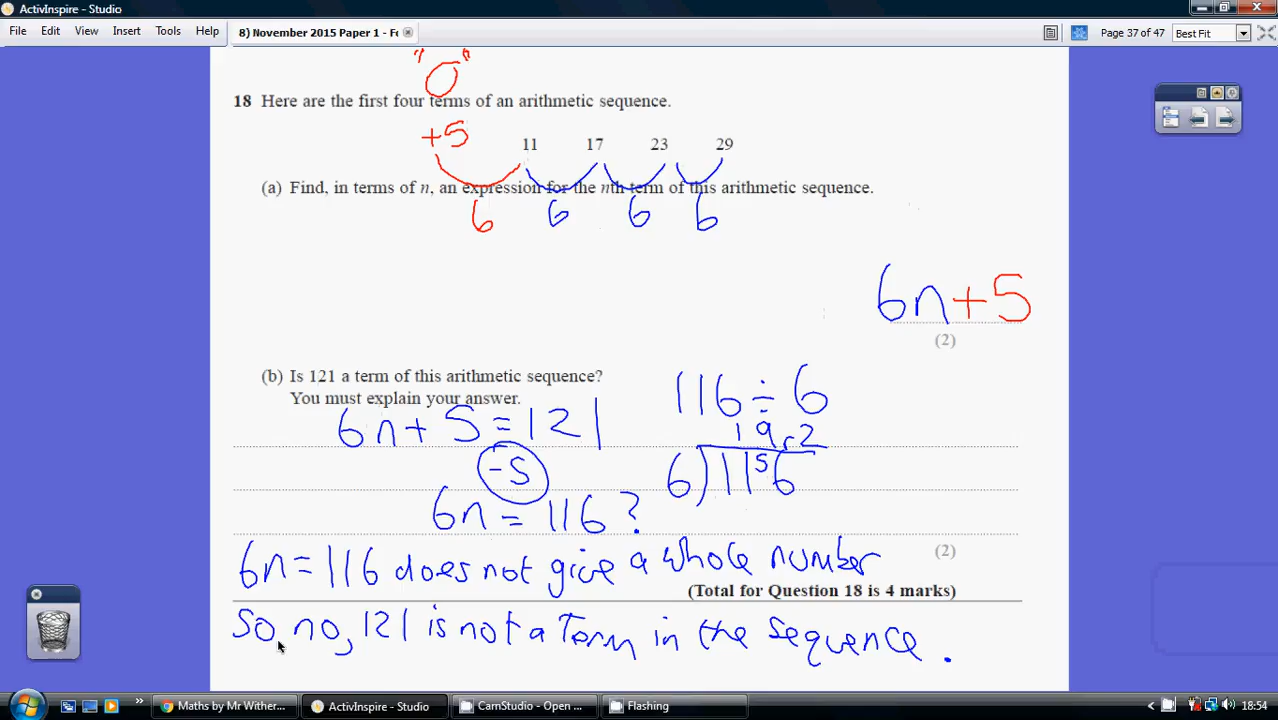 ActivInspire - Studio
File Edit View Insert Tools Help
8) November 2015 Paper 1 - Fo
Page 37 of 47
Best Fit
"0"
18 Here are the first four terms of an arithmetic sequence.
+5
11 17 23 29
(a) Find, in terms of n, an expression for the nth term of this arithmetic sequence.
6 6 6 6
6n+5
(2)
(b) Is 121 a term of this arithmetic sequence?
You must explain your answer.
116 ÷ 6
6n + 5 = 121
19 r2
-5
6)11⁵6
6n = 116 ?
(2)
6n = 116 does not give a whole number
(Total for Question 18 is 4 marks)
So no, 121 is not a term in the sequence.
Maths by Mr Wither...
ActivInspire - Studio
CamStudio - Open ...
Flashing
18:54